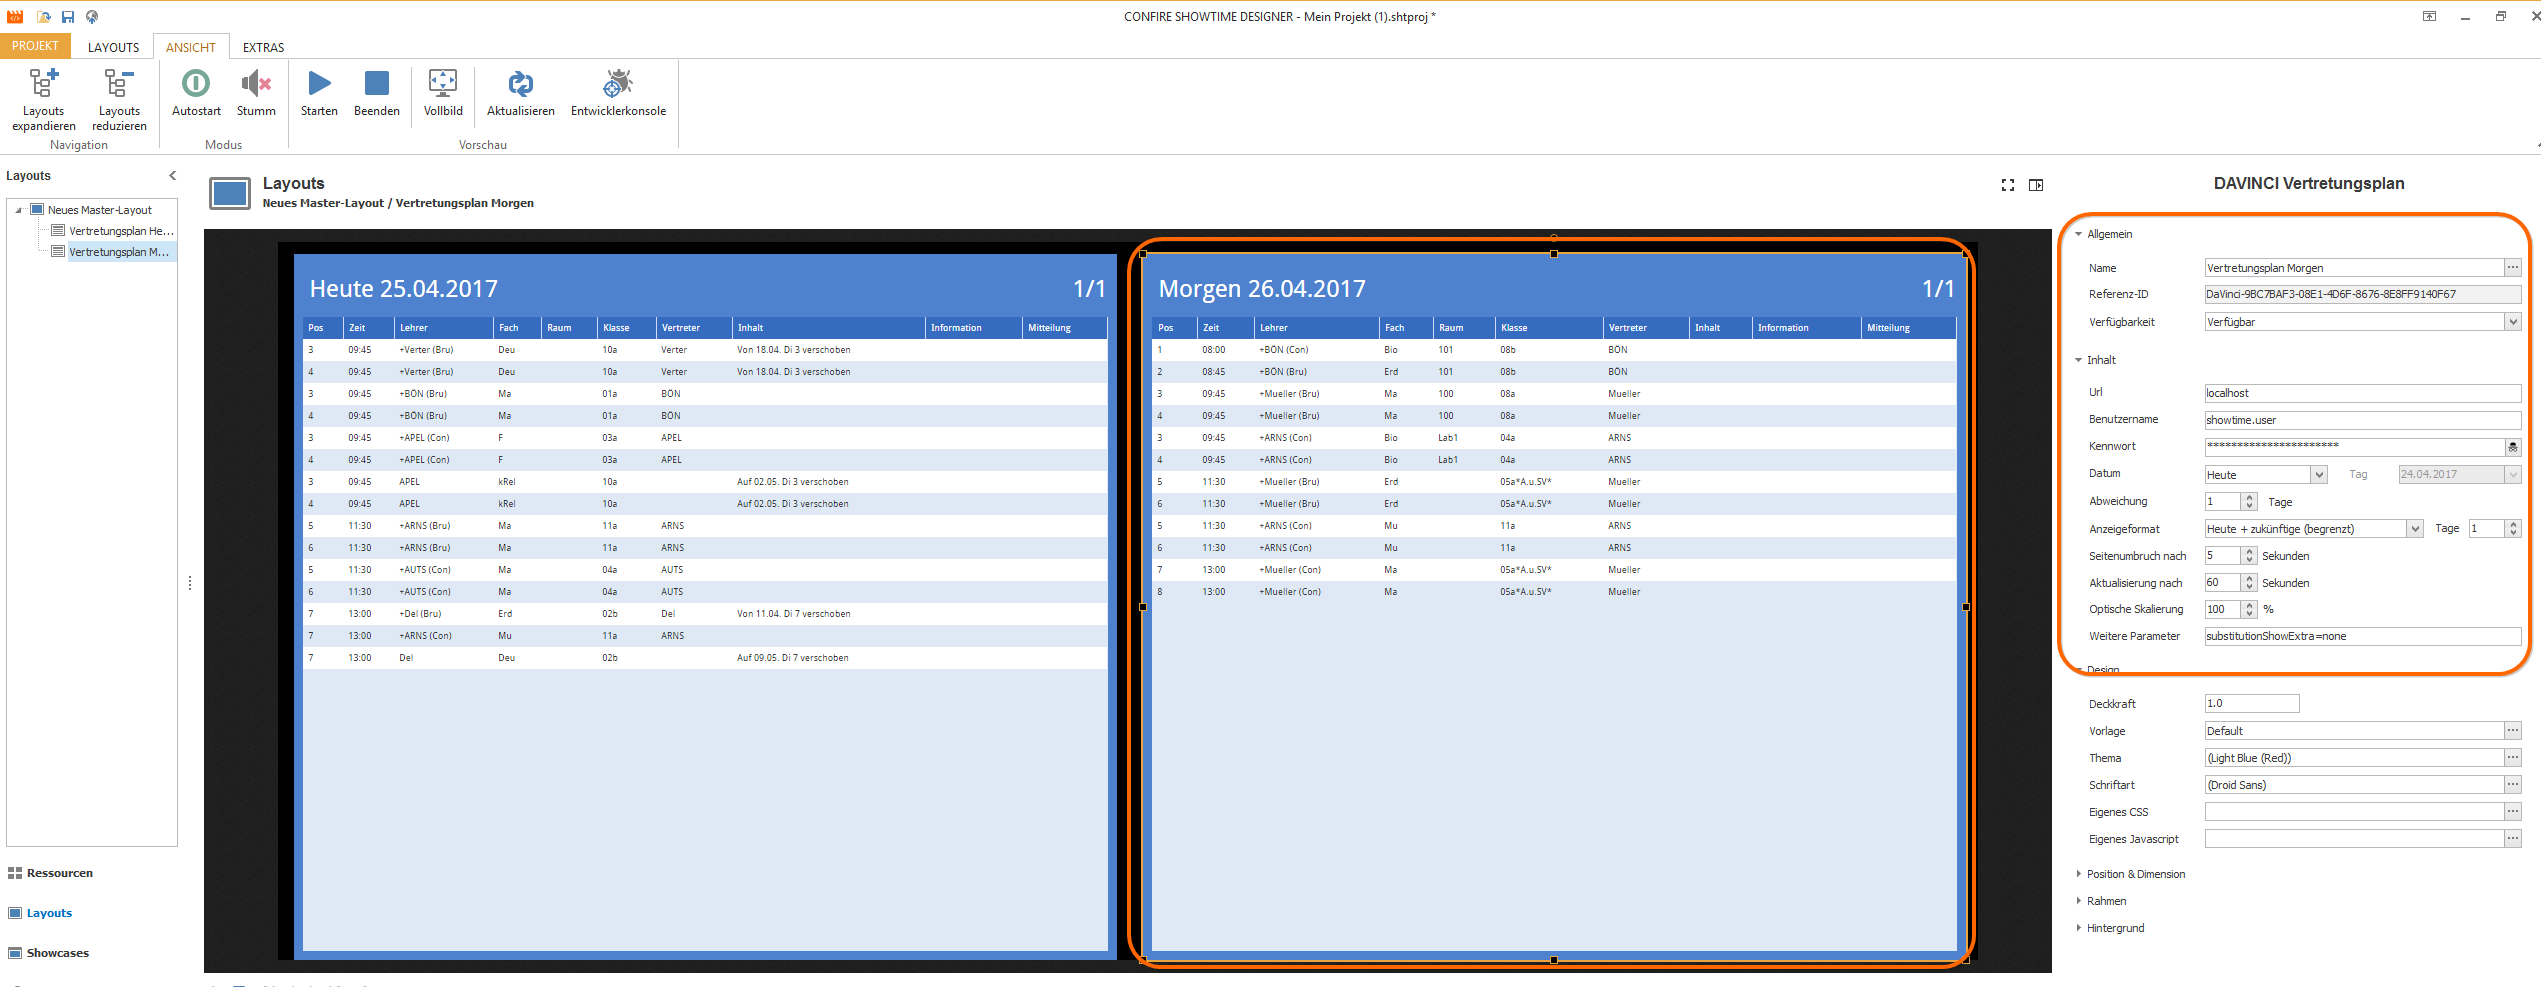 CONFIRE SHOWTIME DESIGNER - Mein Projekt (1).shtproj *
PROJEKT LAYOUTS ANSICHT EXTRAS
Layouts expandieren
Layouts reduzieren
Autostart
Stumm
Starten
Beenden
Vollbild
Aktualisieren
Entwicklerkonsole
Navigation
Modus
Vorschau
Layouts
Neues Master-Layout
Vertretungsplan He...
Vertretungsplan M...
Ressourcen
Layouts
Showcases
Layouts
Neues Master-Layout / Vertretungsplan Morgen
Heute 25.04.2017 1/1
Pos Zeit Lehrer Fach Raum Klasse Vertreter Inhalt Information Mitteilung
3 09:45 +Verter (Bru) Deu 10a Verter Von 18.04. Di 3 verschoben
4 09:45 +Verter (Bru) Deu 10a Verter Von 18.04. Di 3 verschoben
3 09:45 +BÖN (Bru) Ma 01a BÖN
4 09:45 +BÖN (Bru) Ma 01a BÖN
3 09:45 +APEL (Con) F 03a APEL
4 09:45 +APEL (Con) F 03a APEL
3 09:45 APEL kRel 10a Auf 02.05. Di 3 verschoben
4 09:45 APEL kRel 10a Auf 02.05. Di 3 verschoben
5 11:30 +ARNS (Bru) Ma 11a ARNS
6 11:30 +ARNS (Bru) Ma 11a ARNS
5 11:30 +AUTS (Con) Ma 04a AUTS
6 11:30 +AUTS (Con) Ma 04a AUTS
7 13:00 +Del (Bru) Erd 02b Del Von 11.04. Di 7 verschoben
7 13:00 +ARNS (Con) Mu 11a ARNS
7 13:00 Del Deu 02b Auf 09.05. Di 7 verschoben
Morgen 26.04.2017 1/1
Pos Zeit Lehrer Fach Raum Klasse Vertreter Inhalt Information Mitteilung
1 08:00 +BÖN (Con) Bio 101 08b BÖN
2 08:45 +BÖN (Bru) Erd 101 08b BÖN
3 09:45 +Mueller (Bru) Ma 100 08a Mueller
4 09:45 +Mueller (Bru) Ma 100 08a Mueller
3 09:45 +ARNS (Con) Bio Lab1 04a ARNS
4 09:45 +ARNS (Con) Bio Lab1 04a ARNS
5 11:30 +Mueller (Bru) Erd 05a*A.u.SV* Mueller
6 11:30 +Mueller (Bru) Erd 05a*A.u.SV* Mueller
5 11:30 +ARNS (Con) Mu 11a ARNS
6 11:30 +ARNS (Con) Mu 11a ARNS
7 13:00 +Mueller (Con) Ma 05a*A.u.SV* Mueller
8 13:00 +Mueller (Con) Ma 05a*A.u.SV* Mueller
DAVINCI Vertretungsplan
Allgemein
Name Vertretungsplan Morgen ...
Referenz-ID DaVinci-9BC7BAF3-08E1-4D6F-8676-8E8FF9140F67
Verfügbarkeit Verfügbar
Inhalt
Url localhost
Benutzername showtime.user
Kennwort **********************
Datum Heute Tag 24.04.2017
Abweichung 1 Tage
Anzeigeformat Heute + zukünftige (begrenzt) Tage 1
Seitenumbruch nach 5 Sekunden
Aktualisierung nach 60 Sekunden
Optische Skalierung 100 %
Weitere Parameter substitutionShowExtra=none
Design
Deckkraft 1.0
Vorlage Default ...
Thema (Light Blue (Red)) ...
Schriftart (Droid Sans) ...
Eigenes CSS ...
Eigenes Javascript ...
Position & Dimension
Rahmen
Hintergrund